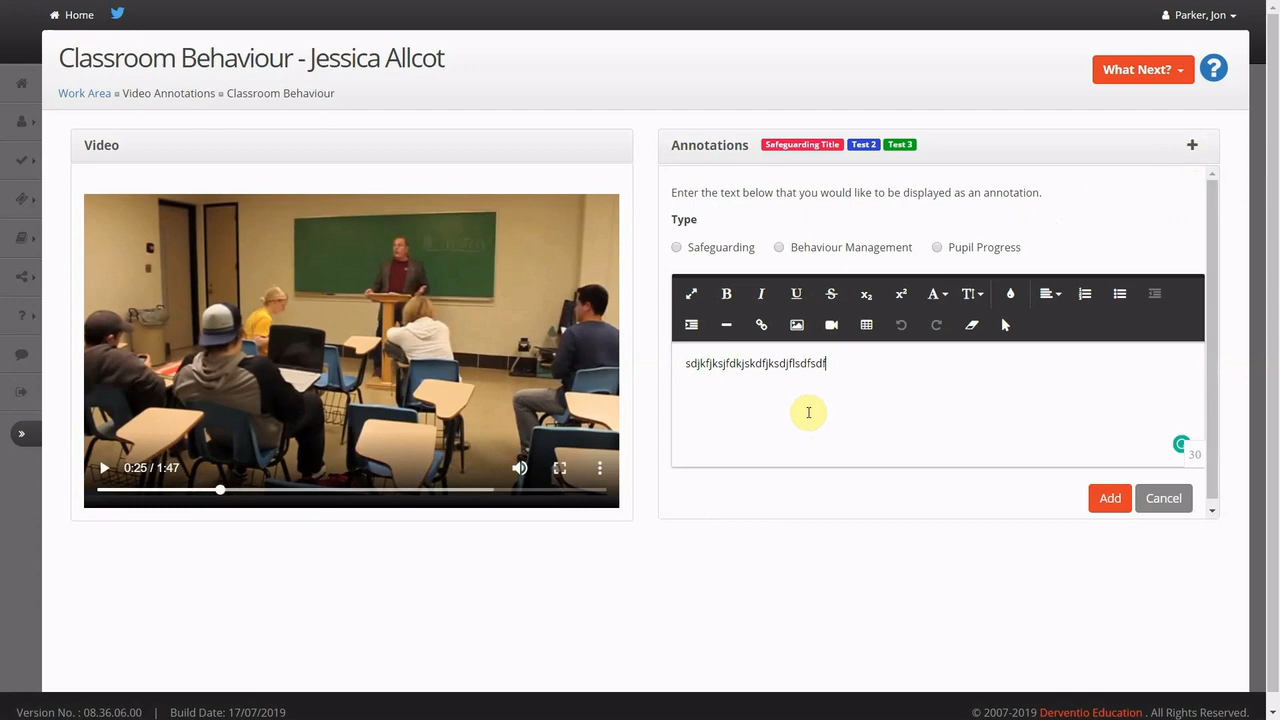 Home
Parker, Jon
Classroom Behaviour - Jessica Allcot
What Next?
?
Work Area » Video Annotations » Classroom Behaviour
Video
Annotations Safeguarding Title Test 2 Test 3
Enter the text below that you would like to be displayed as an annotation.
Type
Safeguarding Behaviour Management Pupil Progress
B I U S x₂ x² A T!
sdjkfjksjfdkjskdfjksdjflsdfsdf
30
0:25 / 1:47
Add Cancel
Version No. : 08.36.06.00 | Build Date: 17/07/2019
© 2007-2019 Derventio Education . All Rights Reserved.